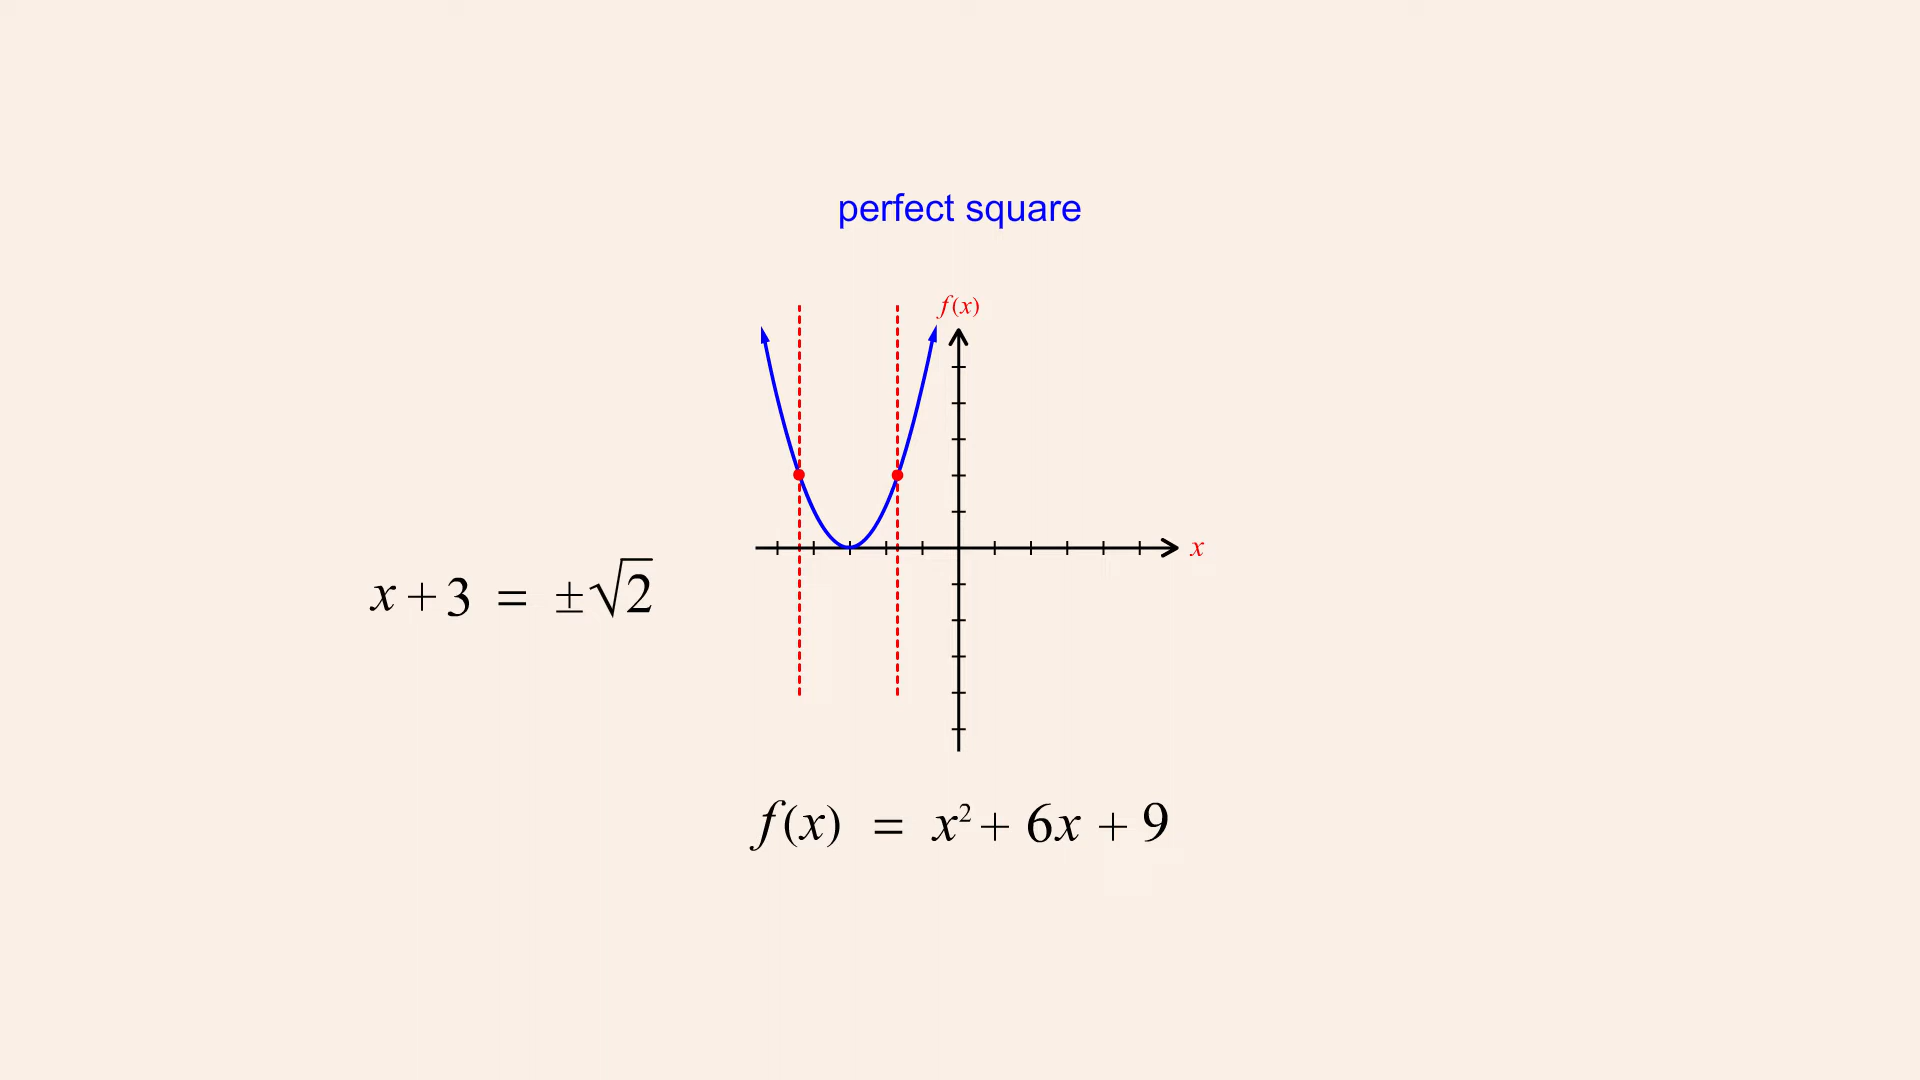 perfect square
f(x)
x
x + 3 = ±√2
f(x) = x² + 6x + 9